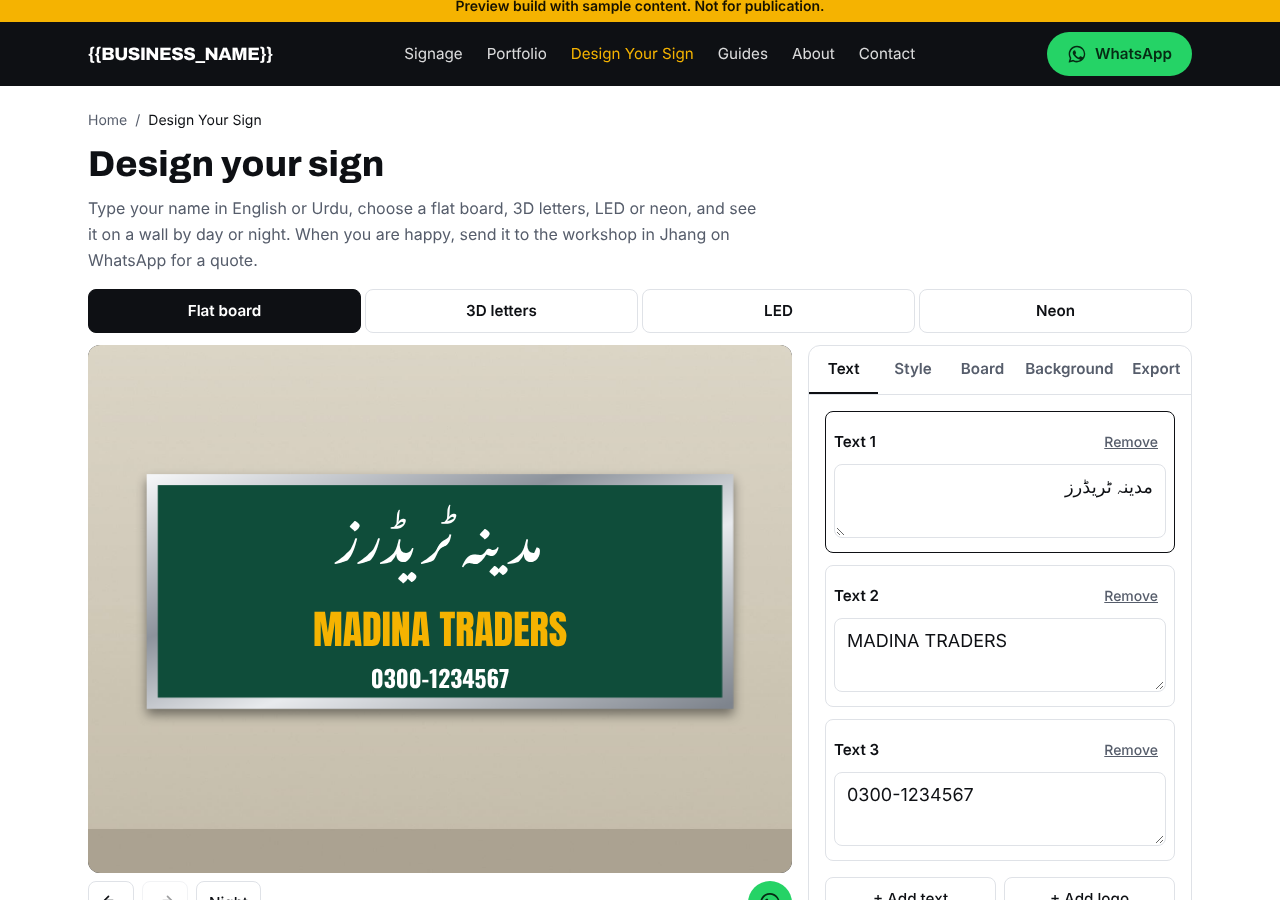 Preview build with sample content. Not for publication.
{{BUSINESS_NAME}}
Signage
Portfolio
Design Your Sign
Guides
About
Contact
WhatsApp
Home / Design Your Sign
Design your sign
Type your name in English or Urdu, choose a flat board, 3D letters, LED or neon, and see
it on a wall by day or night. When you are happy, send it to the workshop in Jhang on
WhatsApp for a quote.
Flat board
3D letters
LED
Neon
مدینہ ٹریڈرز
MADINA TRADERS
0300-1234567
Night
Text
Style
Board
Background
Export
Text 1
Remove
مدینہ ٹریڈرز
Text 2
Remove
MADINA TRADERS
Text 3
Remove
0300-1234567
+ Add text
+ Add logo